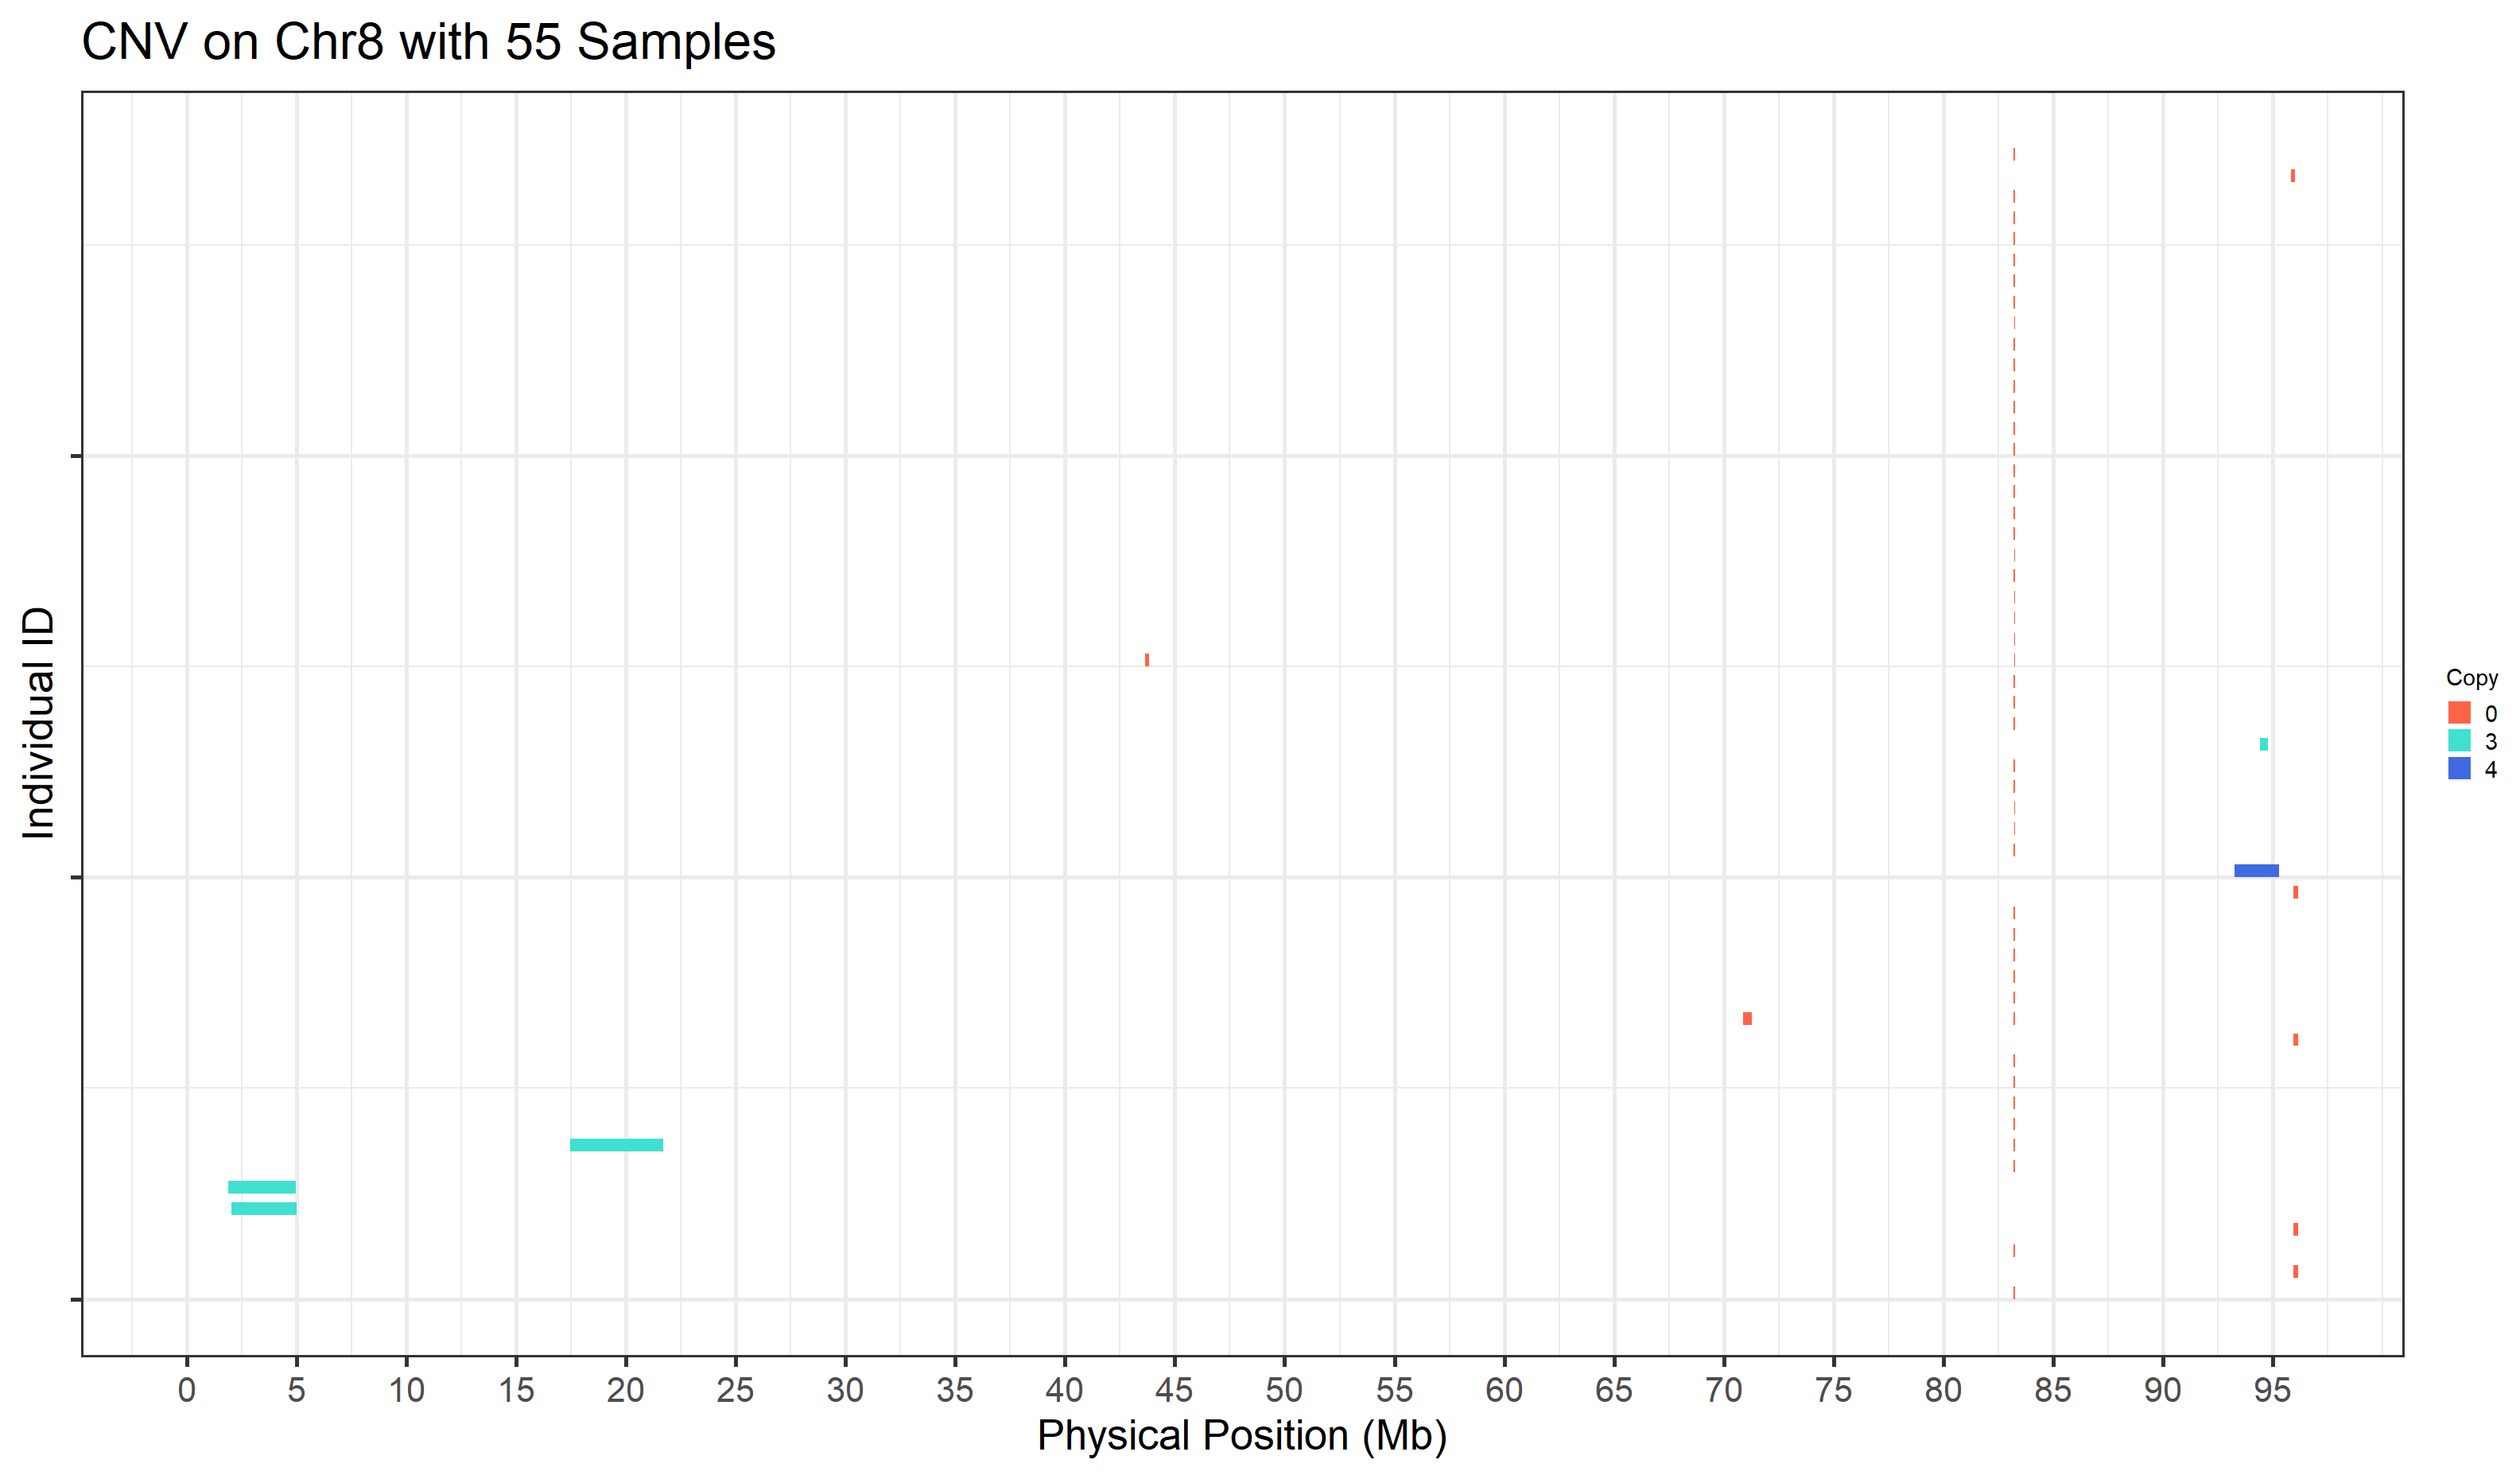 CNV on Chr8 with 55 Samples
Individual ID
Copy
0
3
4
0 5 10 15 20 25 30 35 40 45 50 55 60 65 70 75 80 85 90 95
Physical Position (Mb)